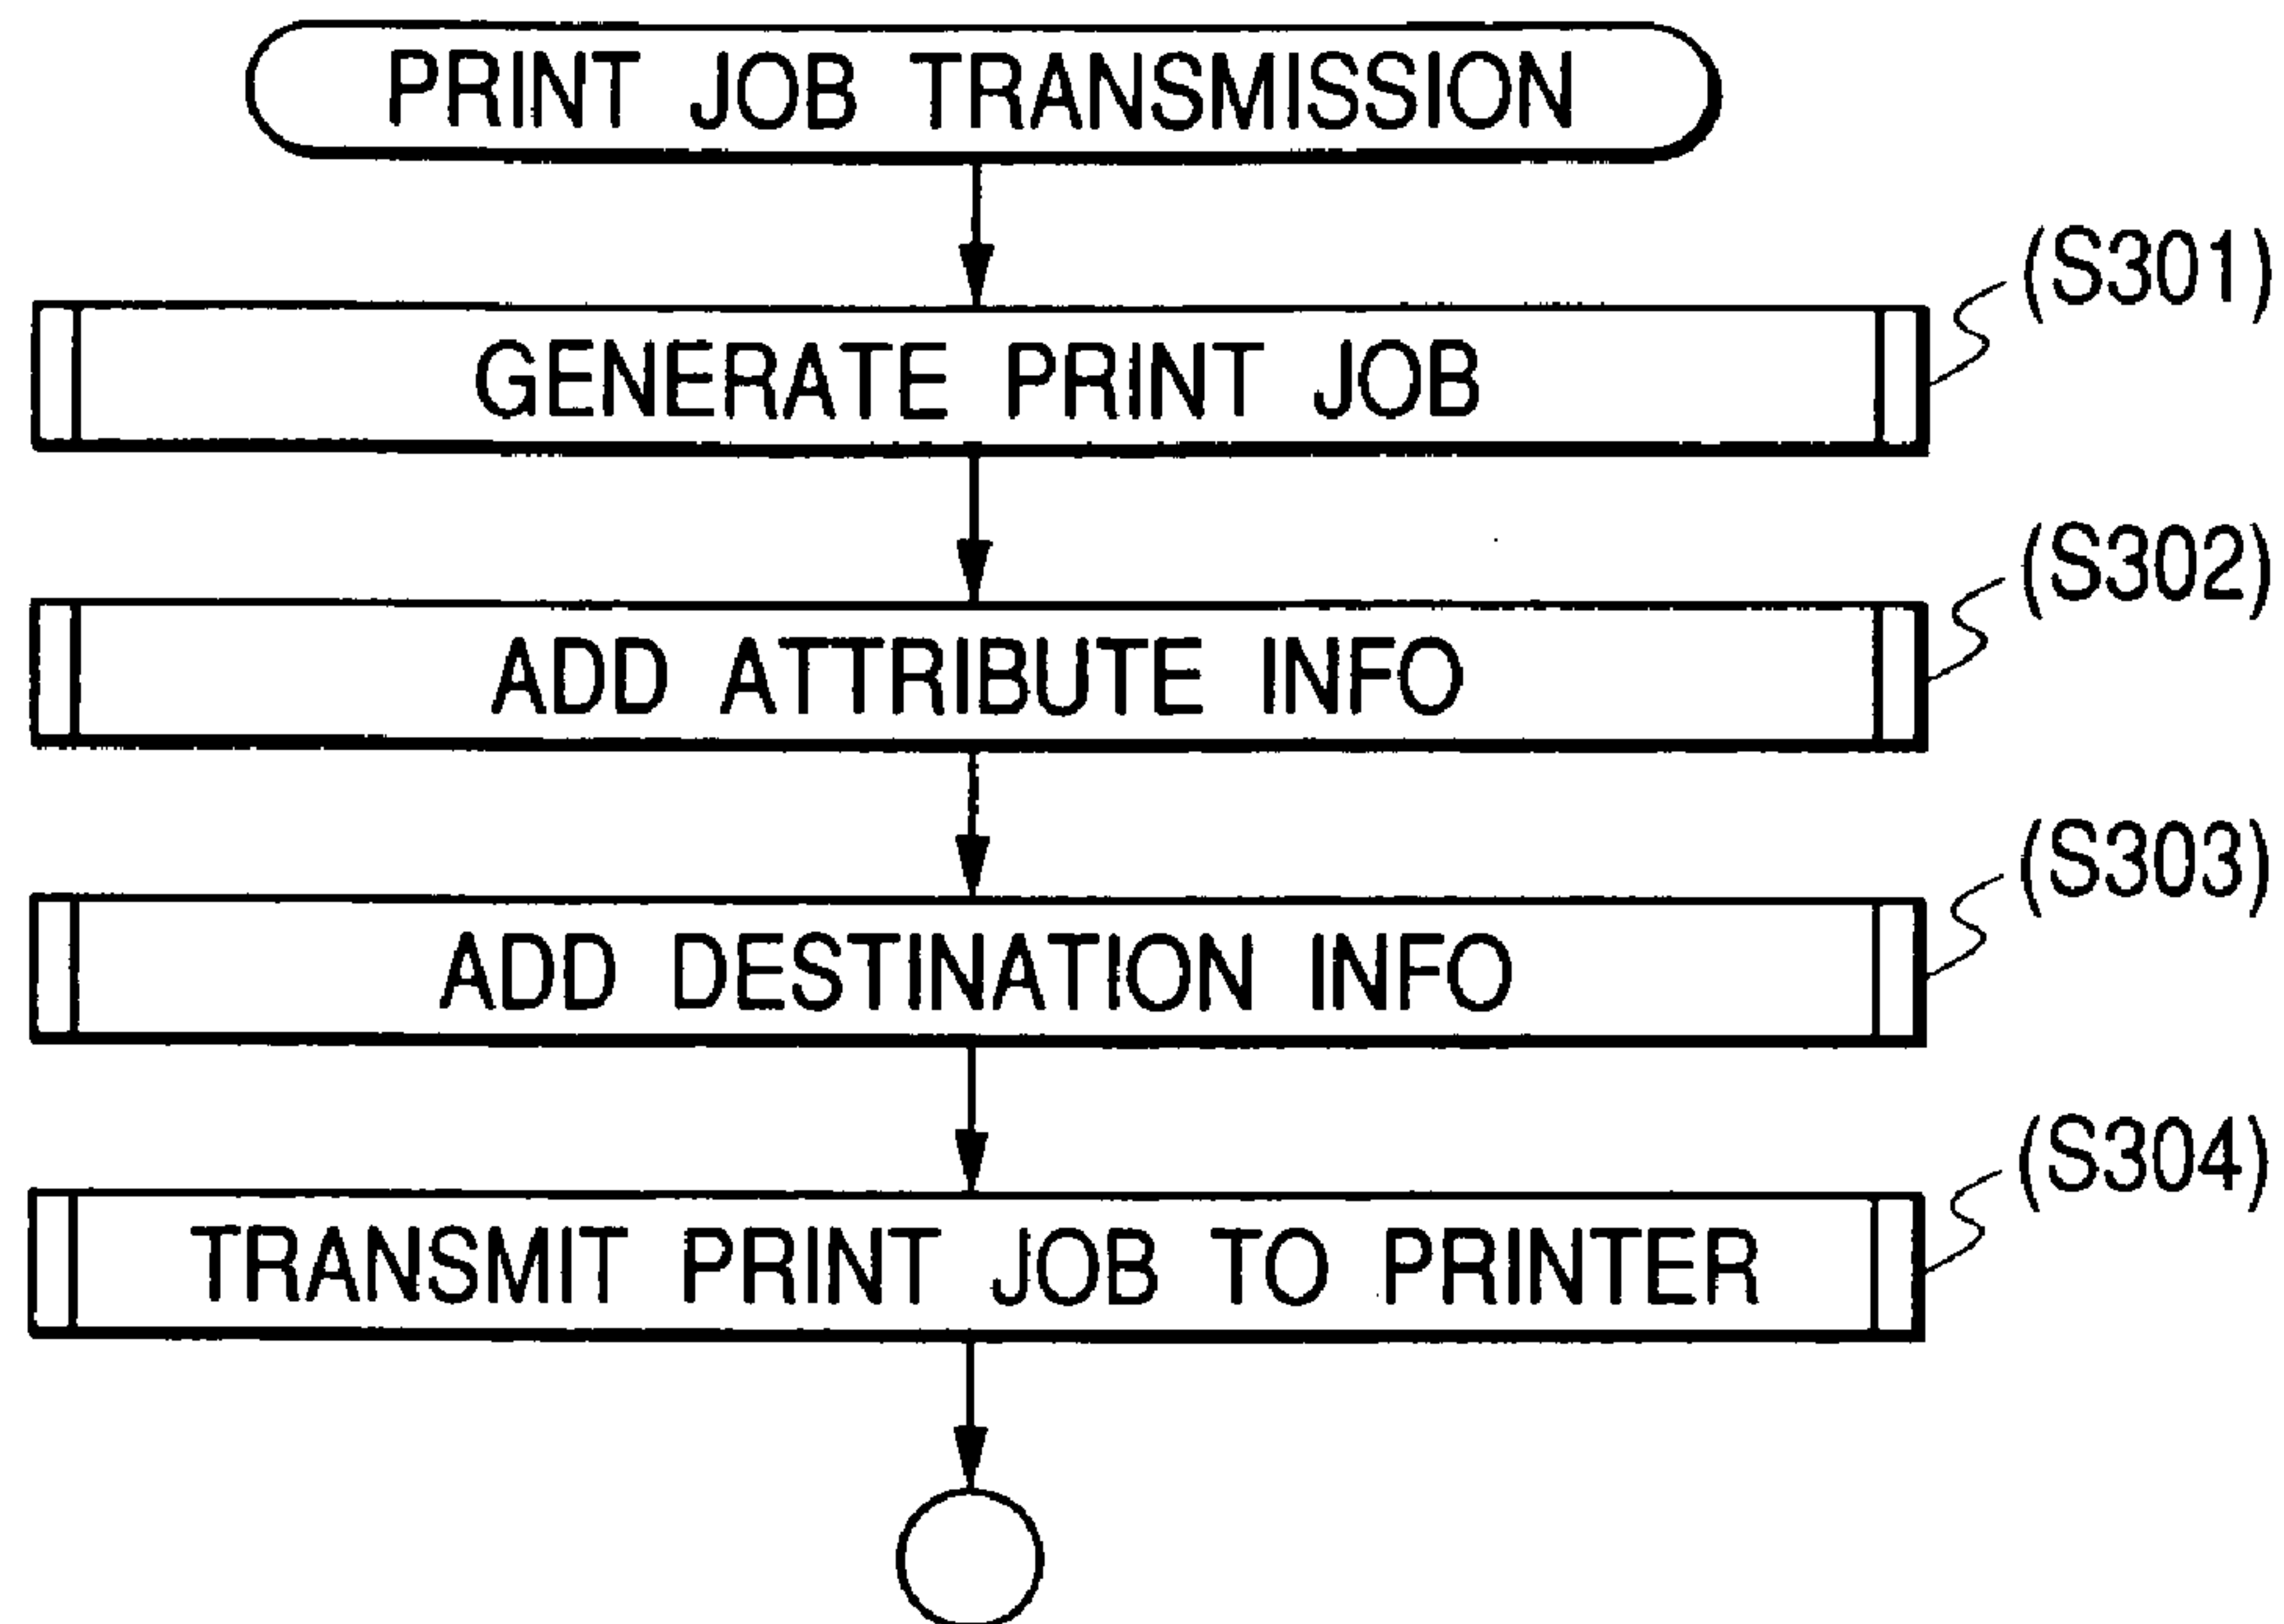 PRINT JOB TRANSMISSION
(S301)
GENERATE PRINT JOB
(S302)
ADD ATTRIBUTE INFO
(S303)
ADD DESTINATION INFO
(S304)
TRANSMIT PRINT JOB TO PRINTER